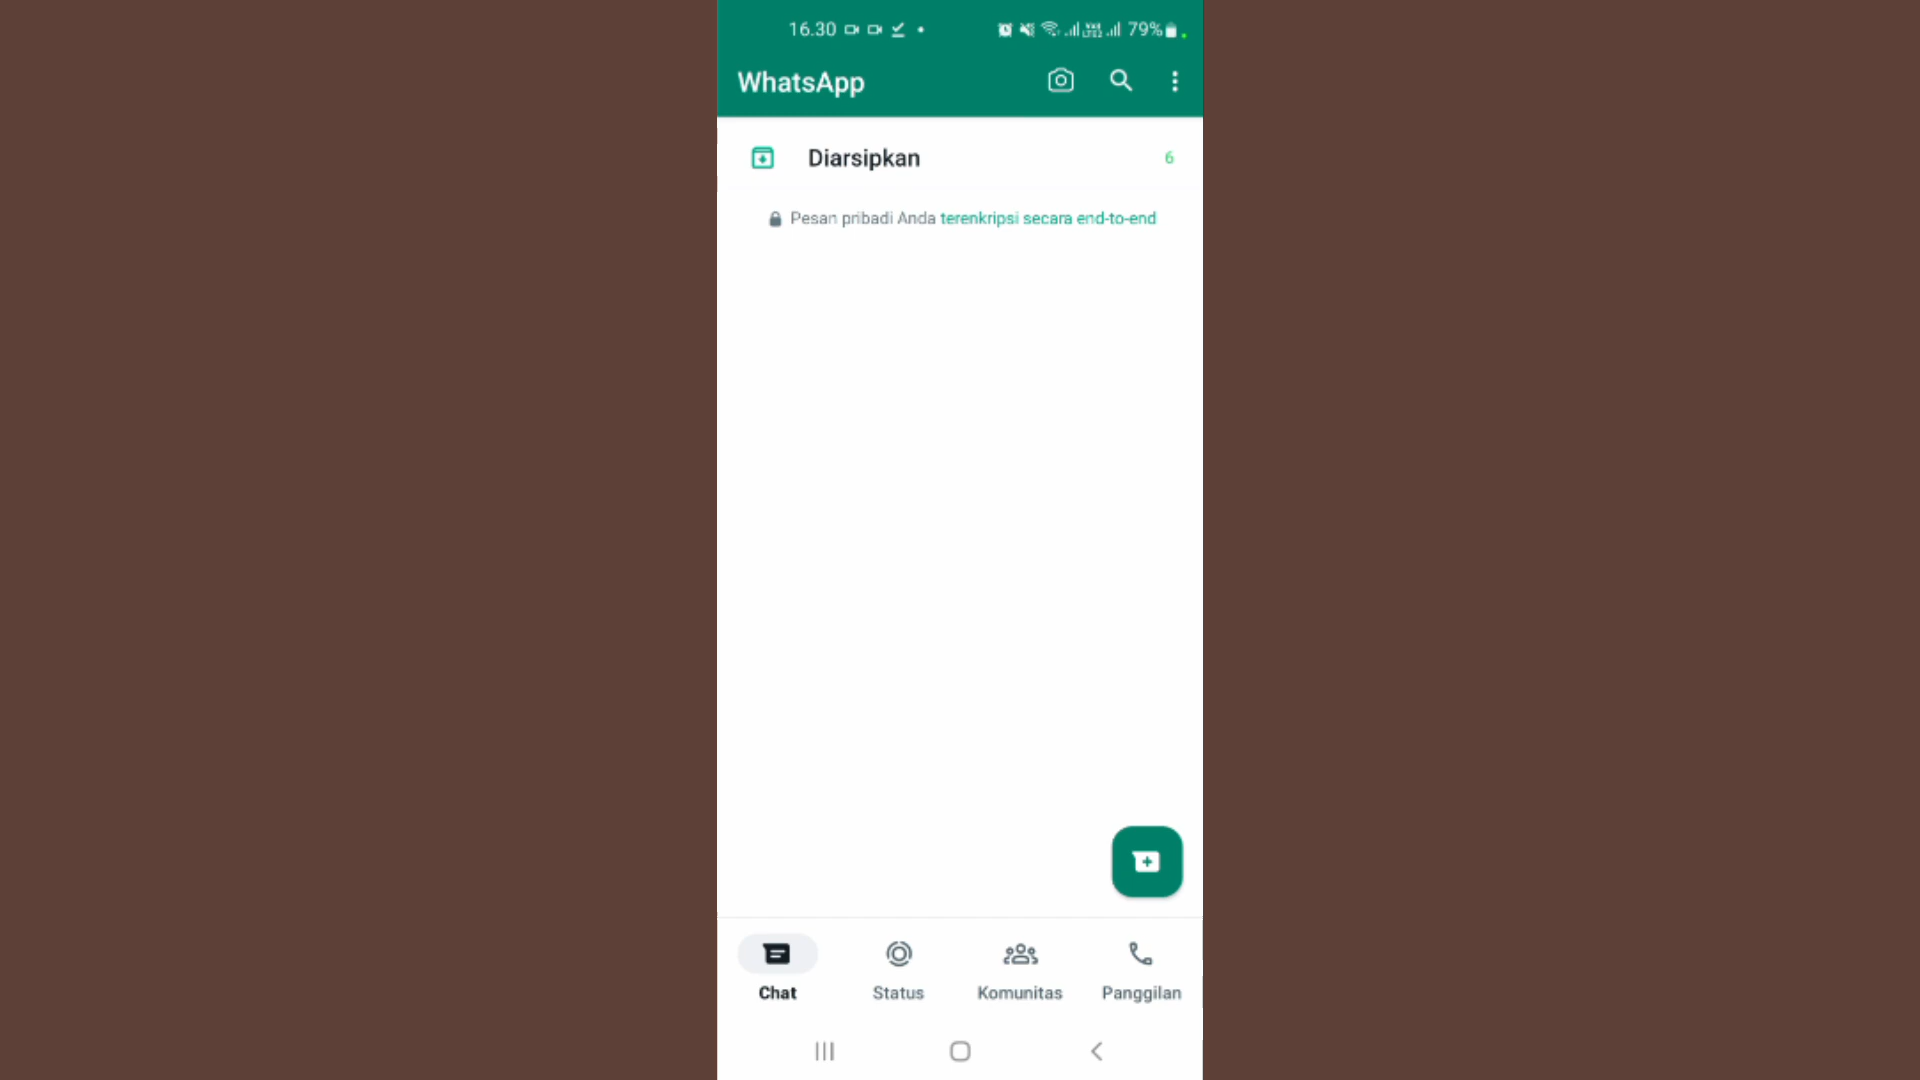 16.30 79%
WhatsApp
Diarsipkan 6
Pesan pribadi Anda terenkripsi secara end-to-end
Chat Status Komunitas Panggilan